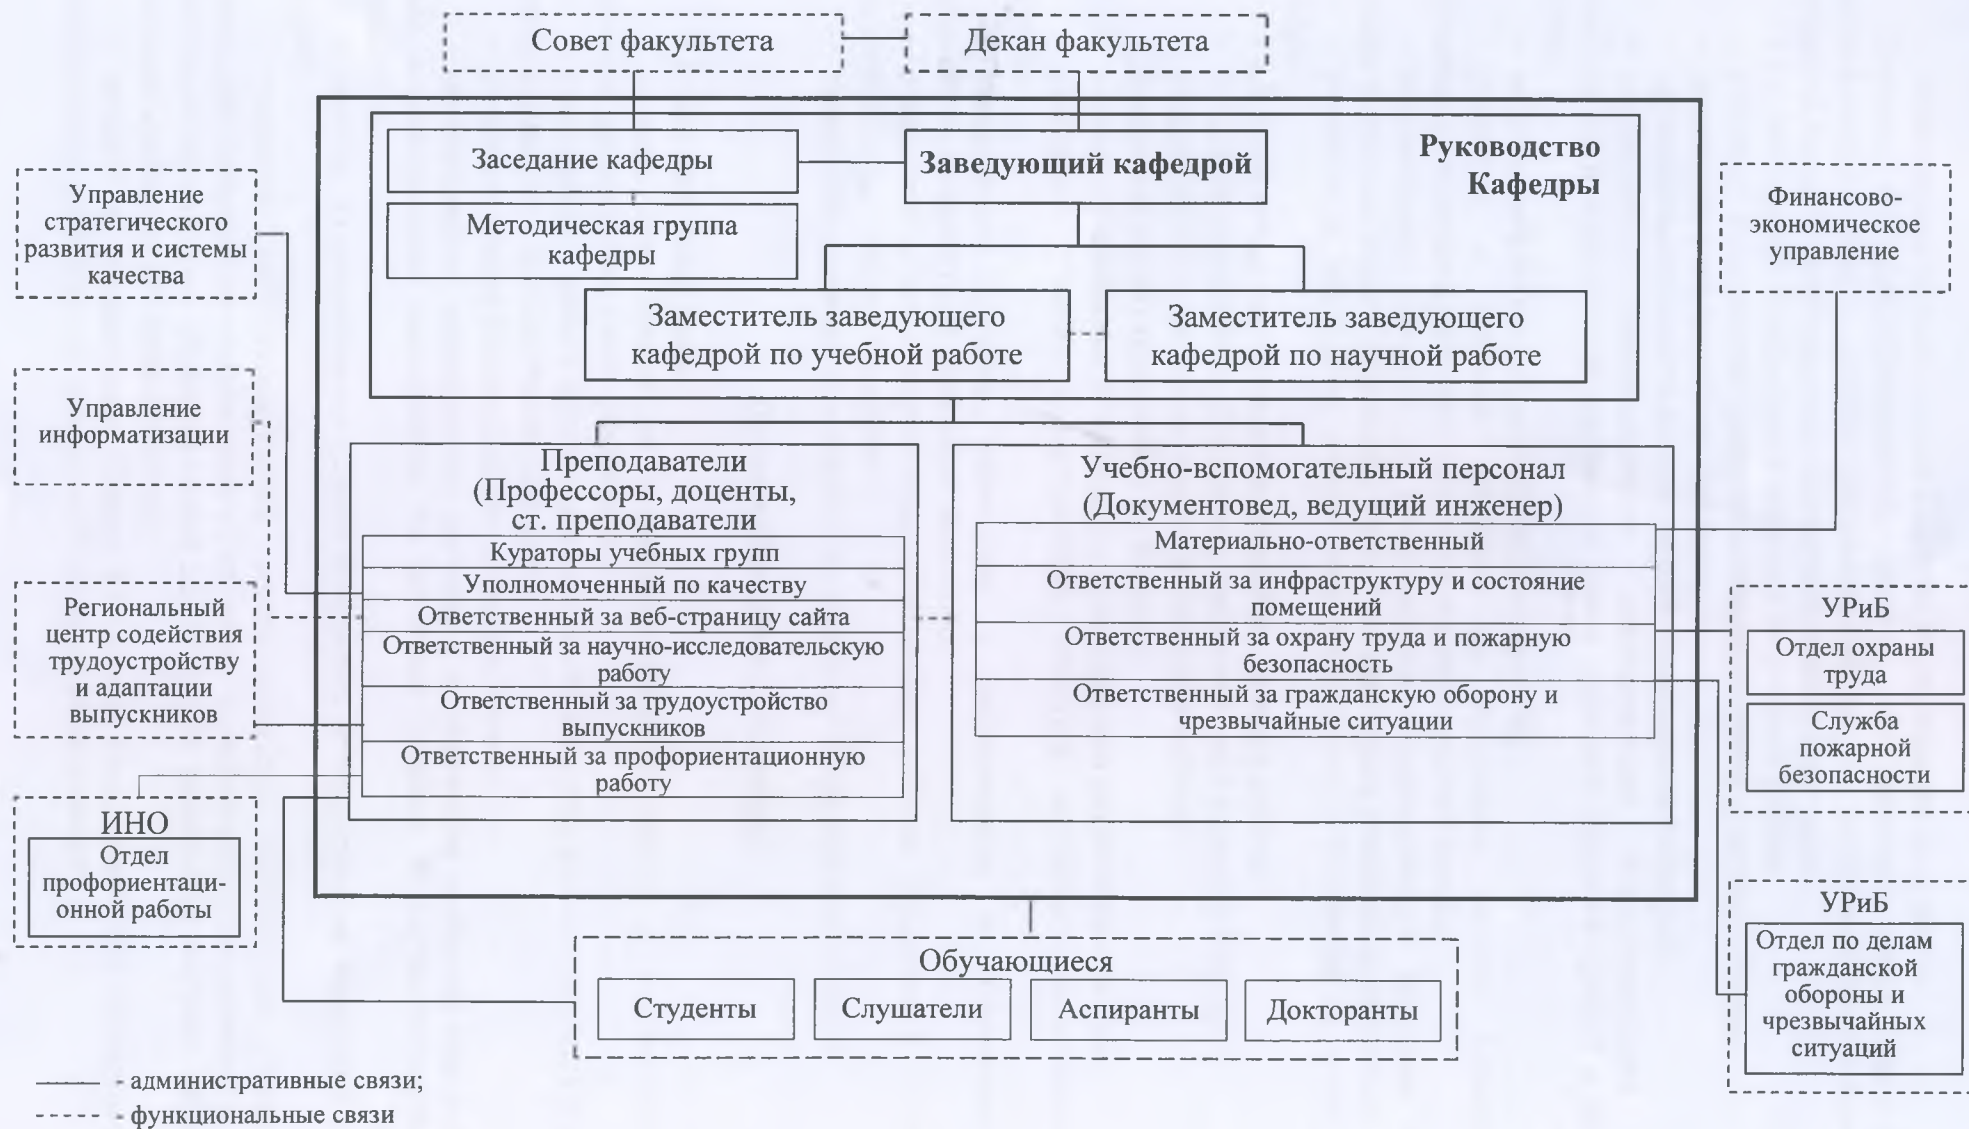 Совет факультета
Декан факультета
Заседание кафедры
Заведующий кафедрой
Руководство
Кафедры
Методическая группа
кафедры
Заместитель заведующего
кафедрой по учебной работе
Заместитель заведующего
кафедрой по научной работе
Управление
стратегического
развития и системы
качества
Управление
информатизации
Региональный
центр содействия
трудоустройству
и адаптации
выпускников
ИНО
Отдел
профориентаци-
онной работы
Преподаватели
(Профессоры, доценты,
ст. преподаватели
Кураторы учебных групп
Уполномоченный по качеству
Ответственный за веб-страницу сайта
Ответственный за научно-исследовательскую
работу
Ответственный за трудоустройство
выпускников
Ответственный за профориентационную
работу
Учебно-вспомогательный персонал
(Документовед, ведущий инженер)
Материально-ответственный
Ответственный за инфраструктуру и состояние
помещений
Ответственный за охрану труда и пожарную
безопасность
Ответственный за гражданскую оборону и
чрезвычайные ситуации
Финансово-
экономическое
управление
УРиБ
Отдел охраны
труда
Служба
пожарной
безопасности
УРиБ
Отдел по делам
гражданской
обороны и
чрезвычайных
ситуаций
Обучающиеся
Студенты
Слушатели
Аспиранты
Докторанты
- административные связи;
- функциональные связи